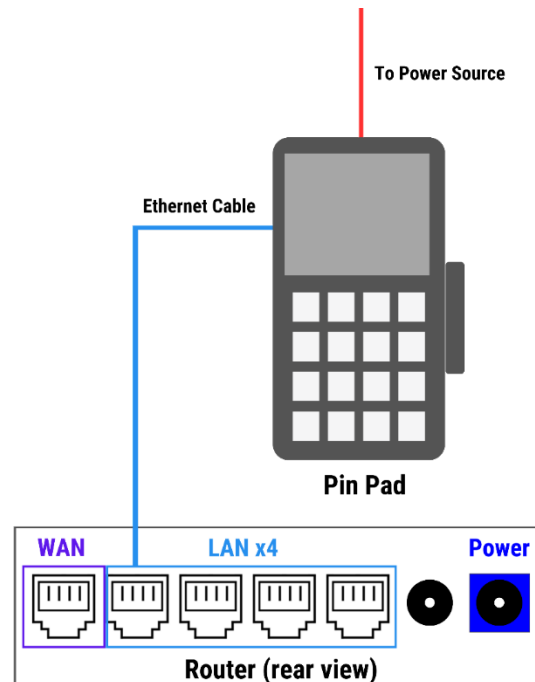 To Power Source
Ethernet Cable
Pin Pad
WAN
LAN x4
Power
Router (rear view)